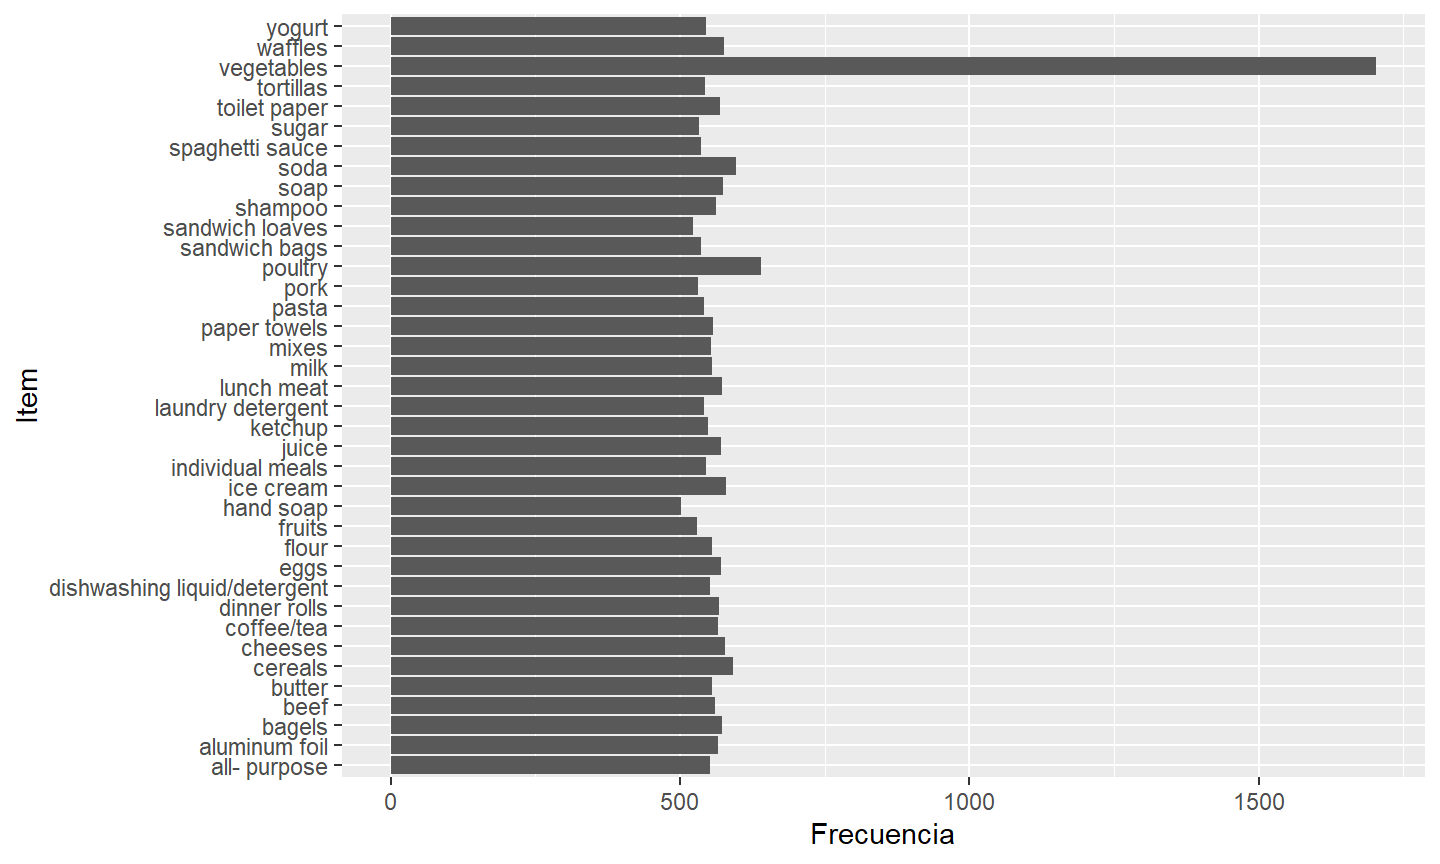 yogurt
waffles
vegetables
tortillas
toilet paper
sugar
spaghetti sauce
soda
soap
shampoo
sandwich loaves
sandwich bags
poultry
pork
pasta
paper towels
mixes
milk
lunch meat
laundry detergent
ketchup
juice
individual meals
ice cream
hand soap
fruits
flour
eggs
dishwashing liquid/detergent
dinner rolls
coffee/tea
cheeses
cereals
butter
beef
bagels
aluminum foil
all- purpose
Item
0 500 1000 1500
Frecuencia